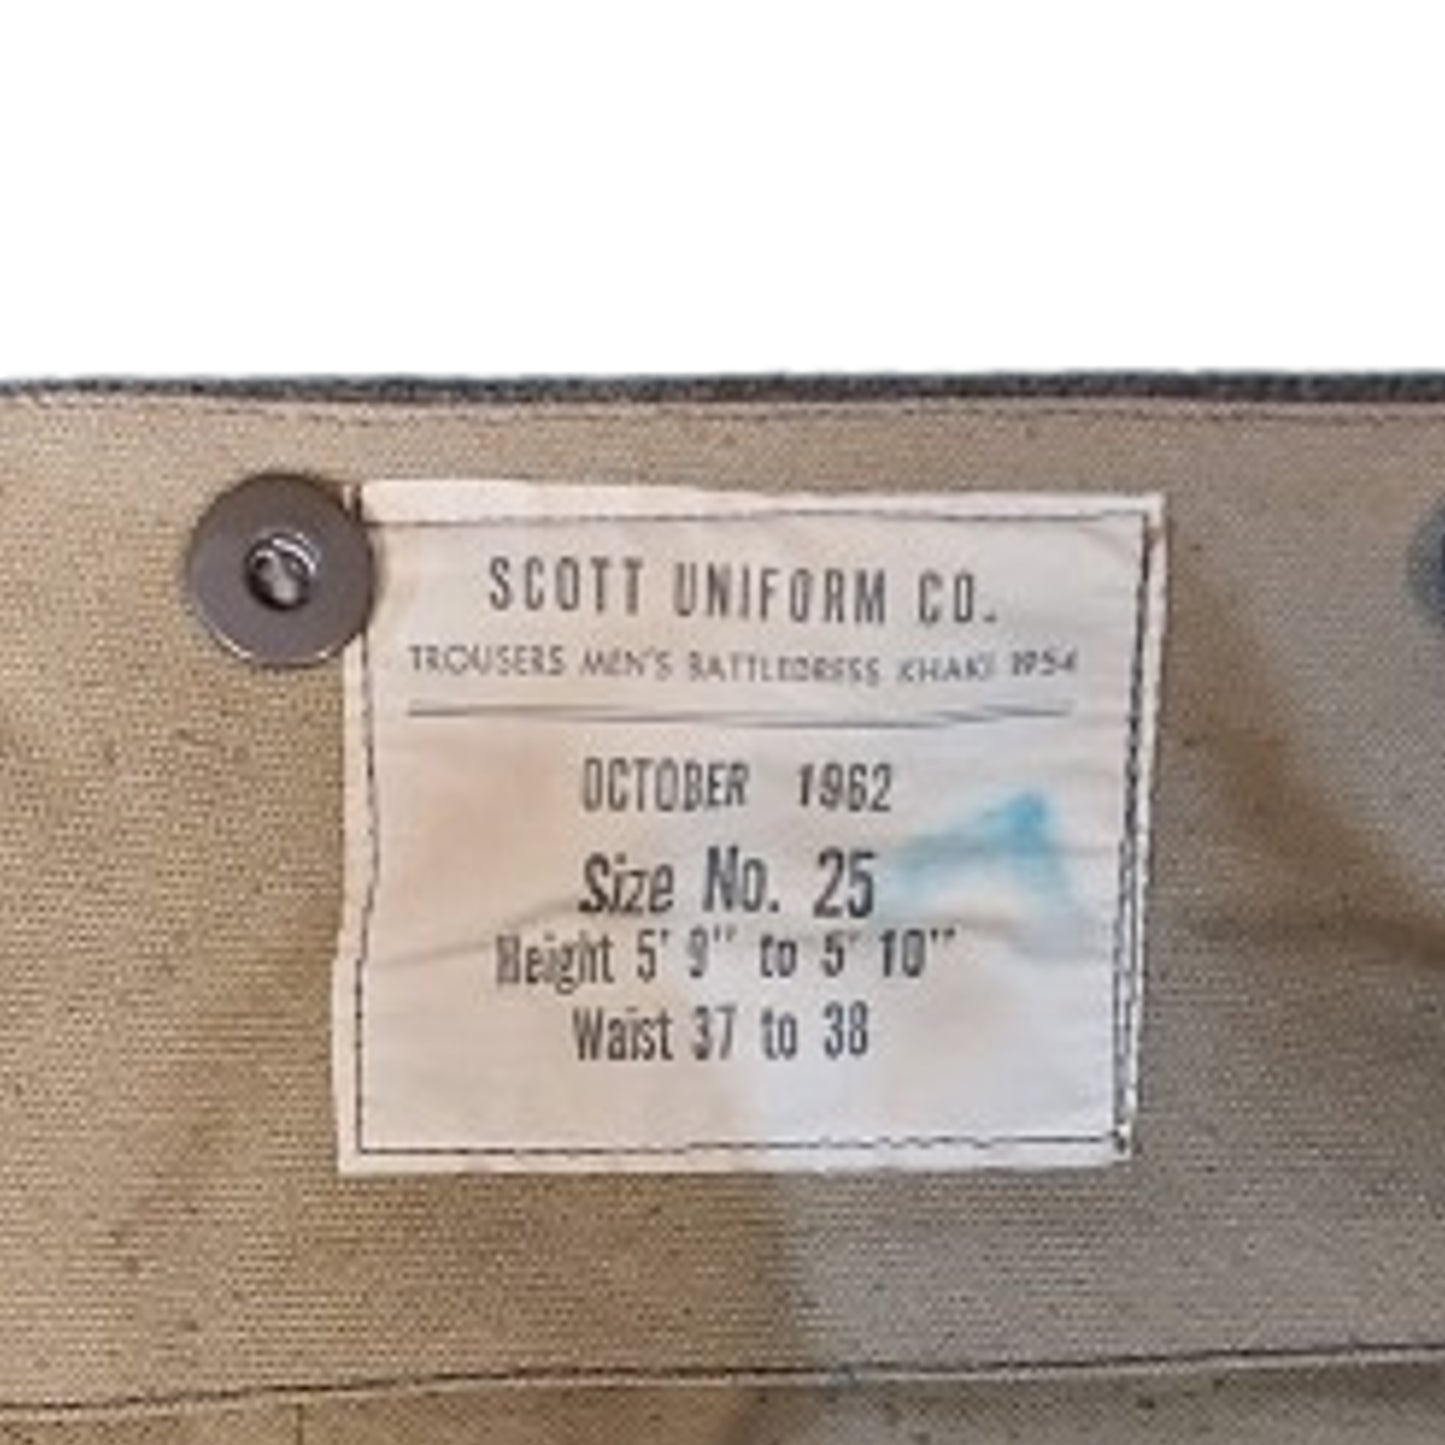 SCOTT UNIFORM CO.
TROUSERS MEN'S BATTLEDRESS KHAKI 1954
OCTOBER 1962
Size No. 25
Height 5' 9" to 5' 10"
Waist 37 to 38